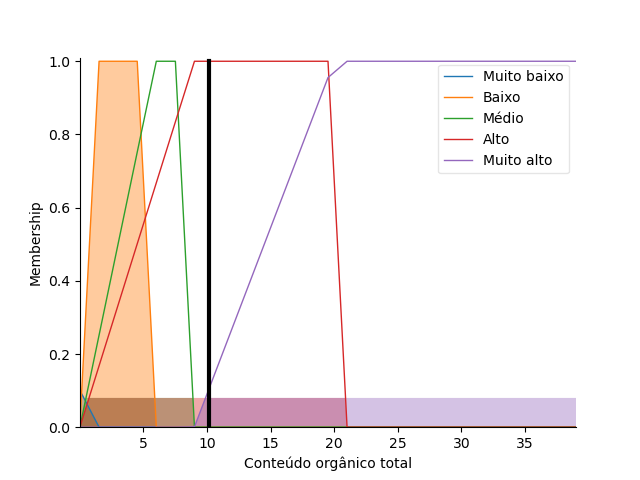 1.0
0.8
0.6
0.4
0.2
0.0
Membership
5
10
15
20
25
30
35
Conteúdo orgânico total
Muito baixo
Baixo
Médio
Alto
Muito alto